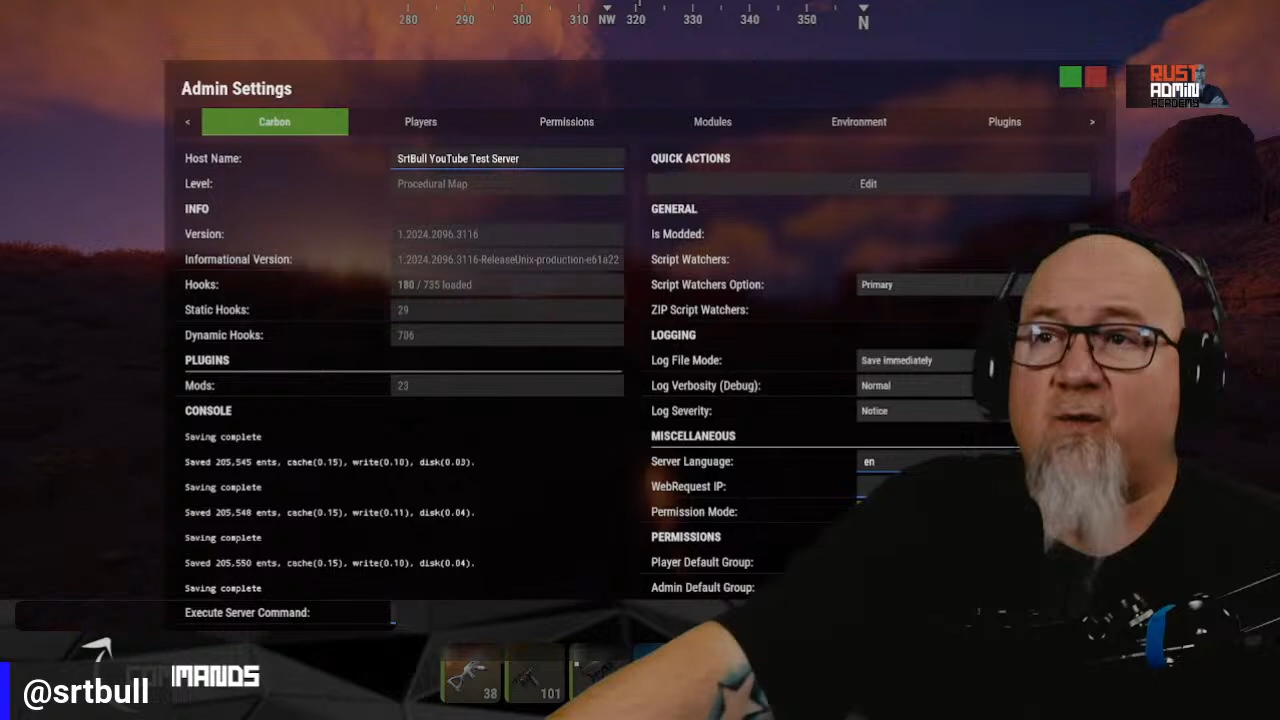 280 290 300 310 NW 320 330 340 350 N
RUST
ADMIN
ACADEMY
Admin Settings
< Carbon Players Permissions Modules Environment Plugins >
Host Name: SrtBull YouTube Test Server
Level: Procedural Map
INFO
Version: 1.2024.2096.3116
Informational Version: 1.2024.2096.3116-ReleaseUnix-production-e61a22
Hooks: 180 / 735 loaded
Static Hooks: 29
Dynamic Hooks: 706
PLUGINS
Mods: 23
CONSOLE
Saving complete
Saved 205,545 ents, cache(0.15), write(0.10), disk(0.03).
Saving complete
Saved 205,548 ents, cache(0.15), write(0.11), disk(0.04).
Saving complete
Saved 205,550 ents, cache(0.15), write(0.10), disk(0.04).
Saving complete
Execute Server Command:
QUICK ACTIONS
Edit
GENERAL
Is Modded:
Script Watchers:
Script Watchers Option: Primary
ZIP Script Watchers:
LOGGING
Log File Mode: Save immediately
Log Verbosity (Debug): Normal
Log Severity: Notice
MISCELLANEOUS
Server Language: en
WebRequest IP:
Permission Mode:
PERMISSIONS
Player Default Group:
Admin Default Group:
38 101
@srtbull